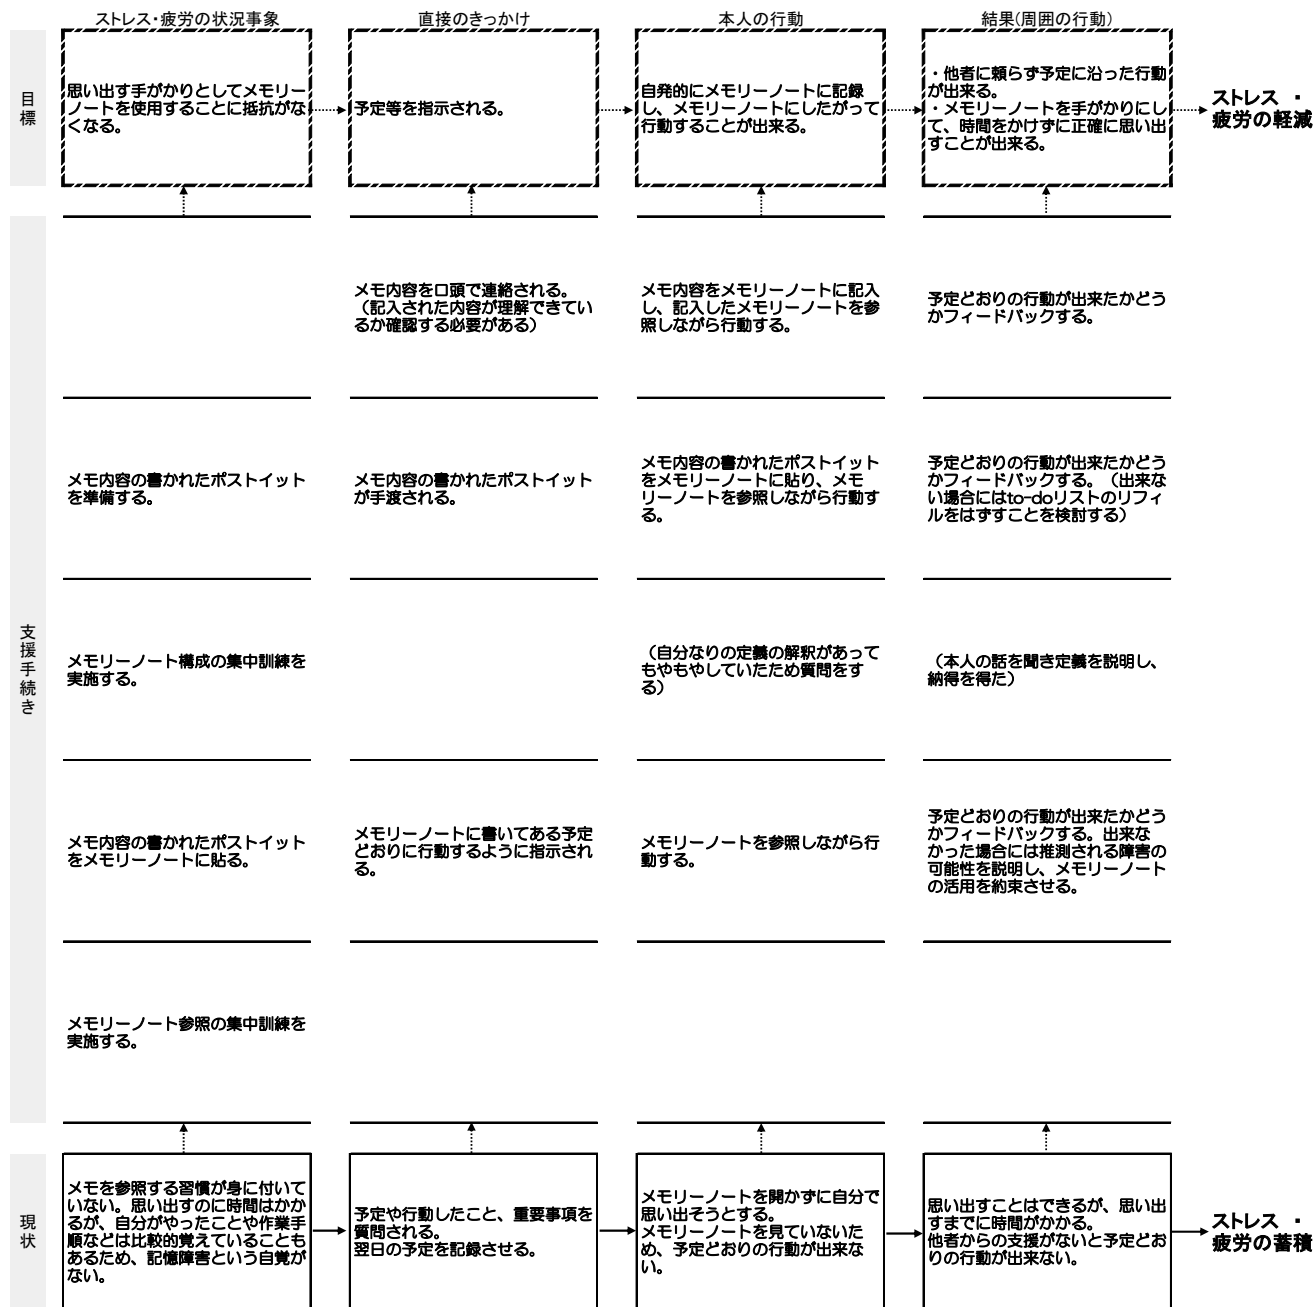 ストレス・疲労の状況事象
直接のきっかけ
本人の行動
結果(周囲の行動)
目標
思い出す手がかりとしてメモリー
ノートを使用することに抵抗がな
くなる。
予定等を指示される。
自発的にメモリーノートに記録
し、メモリーノートにしたがって
行動することが出来る。
・他者に頼らず予定に沿った行動
が出来る。
・メモリーノートを手がかりにし
て、時間をかけずに正確に思い出
すことが出来る。
ストレス・
疲労の軽減
支援手続き
メモ内容を口頭で連絡される。
（記入された内容が理解できてい
るか確認する必要がある）
メモ内容をメモリーノートに記入
し、記入したメモリーノートを参
照しながら行動する。
予定どおりの行動が出来たかどう
かフィードバックする。
メモ内容の書かれたポストイット
を準備する。
メモ内容の書かれたポストイット
が手渡される。
メモ内容の書かれたポストイット
をメモリーノートに貼り、メモ
リーノートを参照しながら行動す
る。
予定どおりの行動が出来たかどう
かフィードバックする。（出来な
い場合にはto-doリストのリフィ
ルをはずすことを検討する）
メモリーノート構成の集中訓練を
実施する。
（自分なりの定義の解釈があって
もやもやしていたため質問をす
る）
（本人の話を聞き定義を説明し、
納得を得た）
メモ内容の書かれたポストイット
をメモリーノートに貼る。
メモリーノートに書いてある予定
どおりに行動するように指示され
る。
メモリーノートを参照しながら行
動する。
予定どおりの行動が出来たかどう
かフィードバックする。出来な
かった場合には推測される障害の
可能性を説明し、メモリーノート
の活用を約束させる。
メモリーノート参照の集中訓練を
実施する。
現状
メモを参照する習慣が身に付いて
いない。思い出すのに時間はかか
るが、自分がやったことや作業手
順などは比較的覚えていることも
あるため、記憶障害という自覚が
ない。
予定や行動したこと、重要事項を
質問される。
翌日の予定を記録させる。
メモリーノートを開かずに自分で
思い出そうとする。
メモリーノートを見ていないた
め、予定どおりの行動が出来な
い。
思い出すことはできるが、思い出
すまでに時間がかかる。
他者からの支援がないと予定どお
りの行動が出来ない。
ストレス・
疲労の蓄積